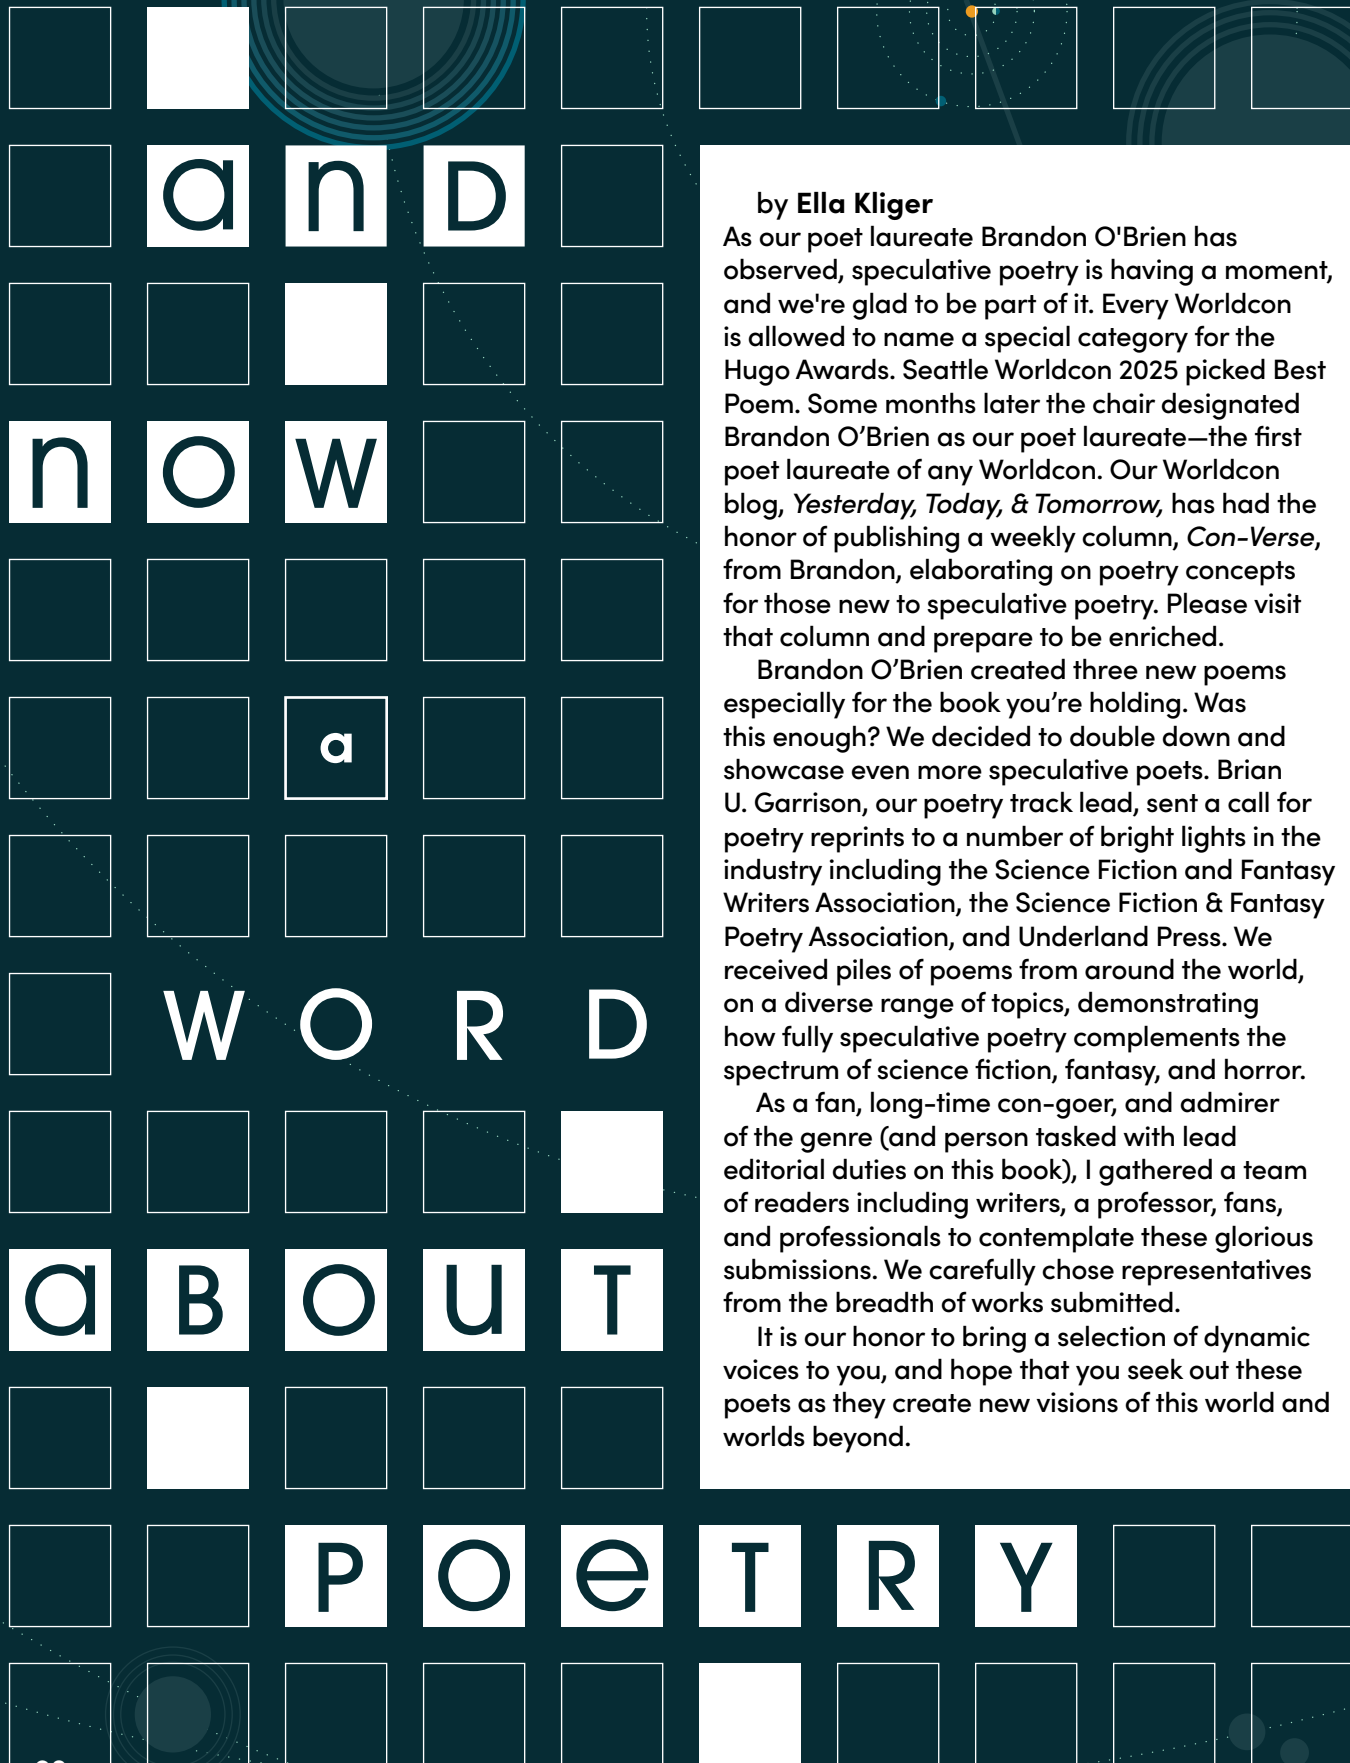 anD
now
a
WORD
aBOuT
POeTRY
by Ella Kliger
As our poet laureate Brandon O'Brien has
observed, speculative poetry is having a moment,
and we're glad to be part of it. Every Worldcon
is allowed to name a special category for the
Hugo Awards. Seattle Worldcon 2025 picked Best
Poem. Some months later the chair designated
Brandon O’Brien as our poet laureate—the first
poet laureate of any Worldcon. Our Worldcon
blog, Yesterday, Today, & Tomorrow, has had the
honor of publishing a weekly column, Con-Verse,
from Brandon, elaborating on poetry concepts
for those new to speculative poetry. Please visit
that column and prepare to be enriched.
Brandon O’Brien created three new poems
especially for the book you’re holding. Was
this enough? We decided to double down and
showcase even more speculative poets. Brian
U. Garrison, our poetry track lead, sent a call for
poetry reprints to a number of bright lights in the
industry including the Science Fiction and Fantasy
Writers Association, the Science Fiction & Fantasy
Poetry Association, and Underland Press. We
received piles of poems from around the world,
on a diverse range of topics, demonstrating
how fully speculative poetry complements the
spectrum of science fiction, fantasy, and horror.
As a fan, long-time con-goer, and admirer
of the genre (and person tasked with lead
editorial duties on this book), I gathered a team
of readers including writers, a professor, fans,
and professionals to contemplate these glorious
submissions. We carefully chose representatives
from the breadth of works submitted.
It is our honor to bring a selection of dynamic
voices to you, and hope that you seek out these
poets as they create new visions of this world and
worlds beyond.